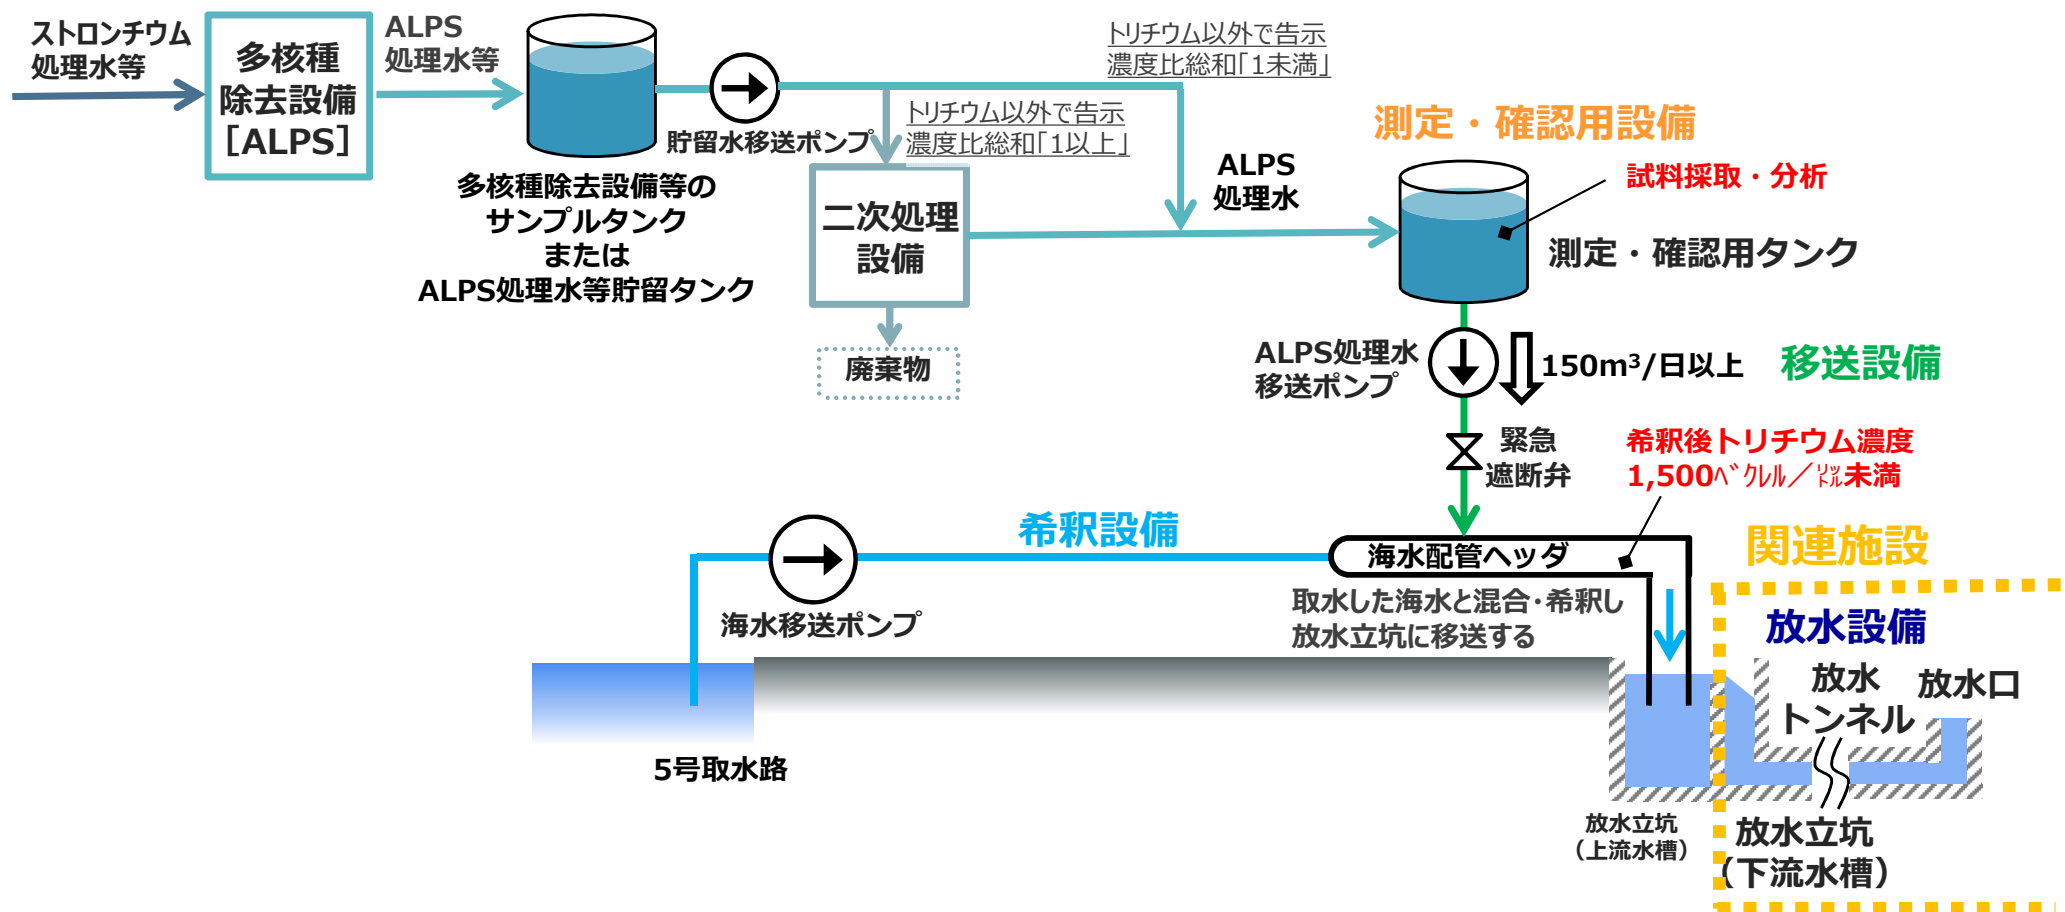 ストロンチウム
処理水等
多核種
除去設備
[ALPS]
ALPS
処理水等
貯留水移送ポンプ
多核種除去設備等の
サンプルタンク
または
ALPS処理水等貯留タンク
トリチウム以外で告示
濃度比総和「1未満」
トリチウム以外で告示
濃度比総和「1以上」
二次処理
設備
廃棄物
ALPS
処理水
測定・確認用設備
試料採取・分析
測定・確認用タンク
ALPS処理水
移送ポンプ
150m³/日以上
移送設備
緊急
遮断弁
希釈後トリチウム濃度
1,500ベクレル／リットル未満
希釈設備
海水移送ポンプ
海水配管ヘッダ
取水した海水と混合・希釈し
放水立坑に移送する
5号取水路
関連施設
放水設備
放水
トンネル
放水口
放水立坑
（上流水槽）
放水立坑
（下流水槽）